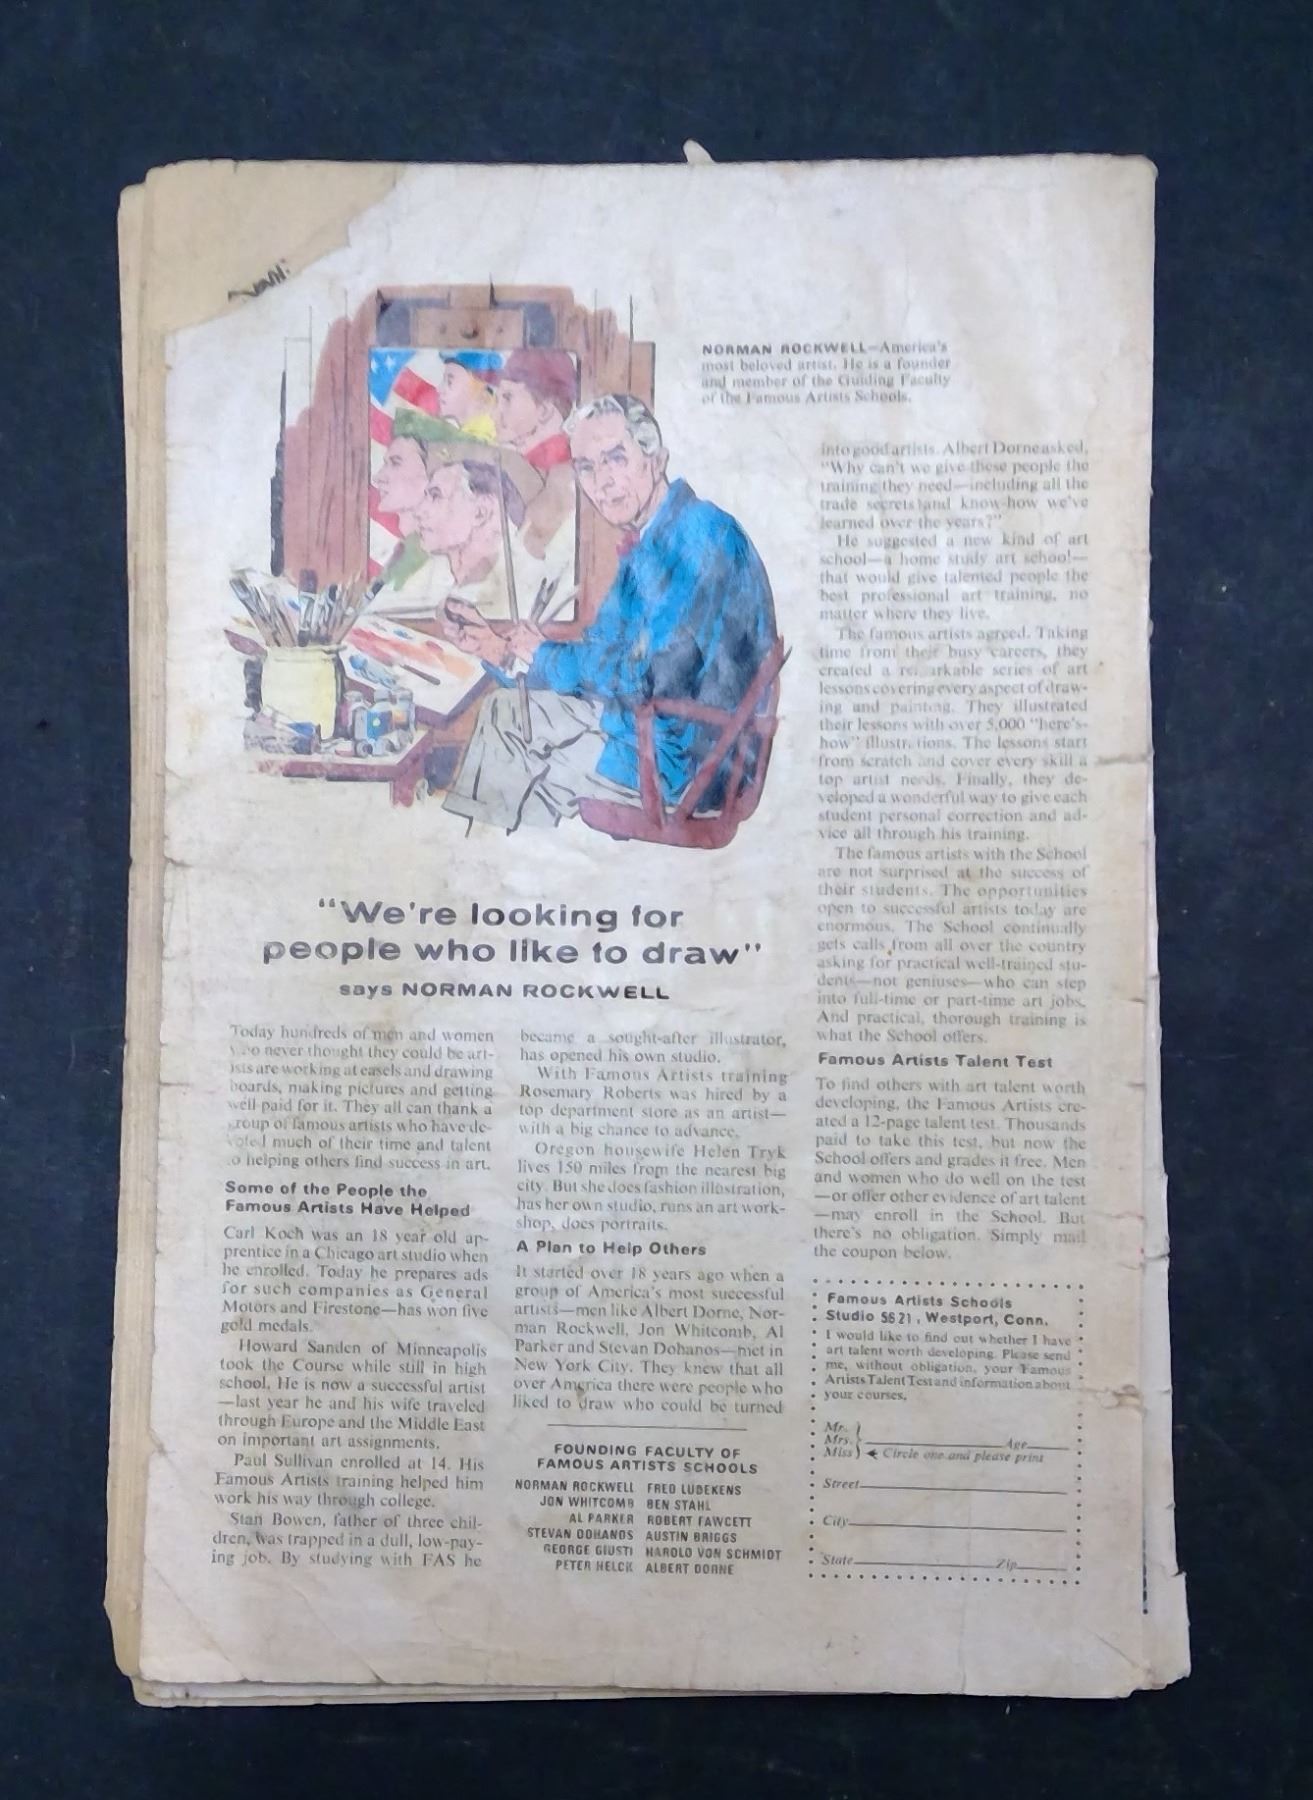 NORMAN ROCKWELL—America's
most beloved artist. He is a founder
and member of the Guiding Faculty
of the Famous Artists Schools.
"We're looking for
people who like to draw"
says NORMAN ROCKWELL
Today hundreds of men and women
never thought they could be art-
ists are working at easels and drawing
boards, making pictures and getting
well paid for it. They all can thank a
group of famous artists who have de-
voted much of their time and talent
to helping others find success in art.
Some of the People the
Famous Artists Have Helped
Carl Koch was an 18 year old ap-
prentice in a Chicago art studio when
he enrolled. Today he prepares ads
for such companies as General
Motors and Firestone—has won five
gold medals.
Howard Sanden of Minneapolis
took the Course while still in high
school. He is now a successful artist
—last year he and his wife traveled
through Europe and the Middle East
on important art assignments.
Paul Sullivan enrolled at 14. His
Famous Artists training helped him
work his way through college.
Stan Bowen, father of three chil-
dren, was trapped in a dull, low-pay-
ing job. By studying with FAS he
became a sought-after illustrator,
has opened his own studio.
With Famous Artists training
Rosemary Roberts was hired by a
top department store as an artist—
with a big chance to advance.
Oregon housewife Helen Tryk
lives 150 miles from the nearest big
city. But she does fashion illustration,
has her own studio, runs an art work-
shop, does portraits.
A Plan to Help Others
It started over 18 years ago when a
group of America's most successful
artists—men like Albert Dorne, Nor-
man Rockwell, Jon Whitcomb, Al
Parker and Stevan Dohanos—met in
New York City. They knew that all
over America there were people who
liked to draw who could be turned
FOUNDING FACULTY OF
FAMOUS ARTISTS SCHOOLS
NORMAN ROCKWELL FRED LUDEKENS
JON WHITCOMB BEN STAHL
AL PARKER ROBERT FAWCETT
STEVAN DOHANOS AUSTIN BRIGGS
GEORGE GIUSTI HAROLD VON SCHMIDT
PETER HELCK ALBERT DORNE
into good artists. Albert Dorne asked,
"Why can't we give these people the
training they need—including all the
trade secrets and know-how we've
learned over the years?"
He suggested a new kind of art
school—a home study art school—
that would give talented people the
best professional art training, no
matter where they live.
The famous artists agreed. Taking
time from their busy careers, they
created a remarkable series of art
lessons covering every aspect of draw-
ing and painting. They illustrated
their lessons with over 5,000 "here's-
how" illustrations. The lessons start
from scratch and cover every skill a
top artist needs. Finally, they de-
veloped a wonderful way to give each
student personal correction and ad-
vice all through his training.
The famous artists with the School
are not surprised at the success of
their students. The opportunities
open to successful artists today are
enormous. The School continually
gets calls from all over the country
asking for practical well-trained stu-
dents—not geniuses—who can step
into full-time or part-time art jobs.
And practical, thorough training is
what the School offers.
Famous Artists Talent Test
To find others with art talent worth
developing, the Famous Artists cre-
ated a 12-page talent test. Thousands
paid to take this test, but now the
School offers and grades it free. Men
and women who do well on the test
—or offer other evidence of art talent
—may enroll in the School. But
there's no obligation. Simply mail
the coupon below.
Famous Artists Schools
Studio 5621, Westport, Conn.
I would like to find out whether I have
art talent worth developing. Please send
me, without obligation, your Famous
Artists Talent Test and information about
your courses.
Mr.
Mrs. Age
Miss Circle one and please print
Street
City
State Zip